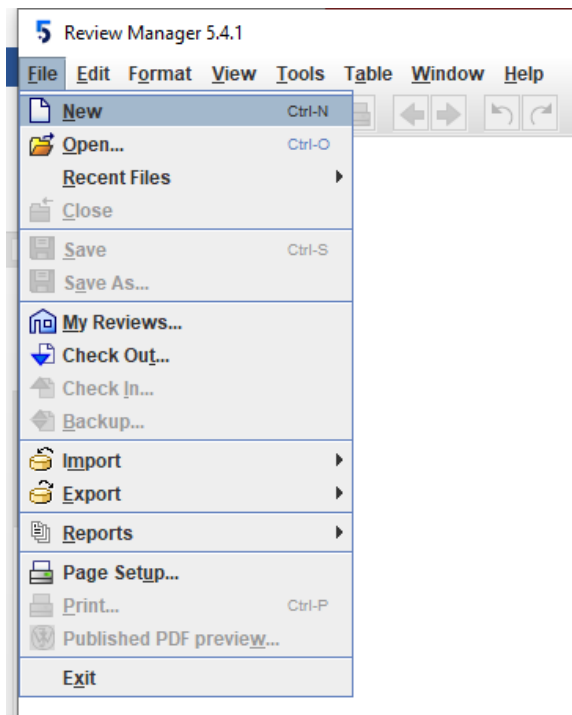 5 Review Manager 5.4.1
File Edit Format View Tools Table Window Help
New Ctrl-N
Open... Ctrl-O
Recent Files
Close
Save Ctrl-S
Save As...
My Reviews...
Check Out...
Check In...
Backup...
Import
Export
Reports
Page Setup...
Print... Ctrl-P
Published PDF preview...
Exit